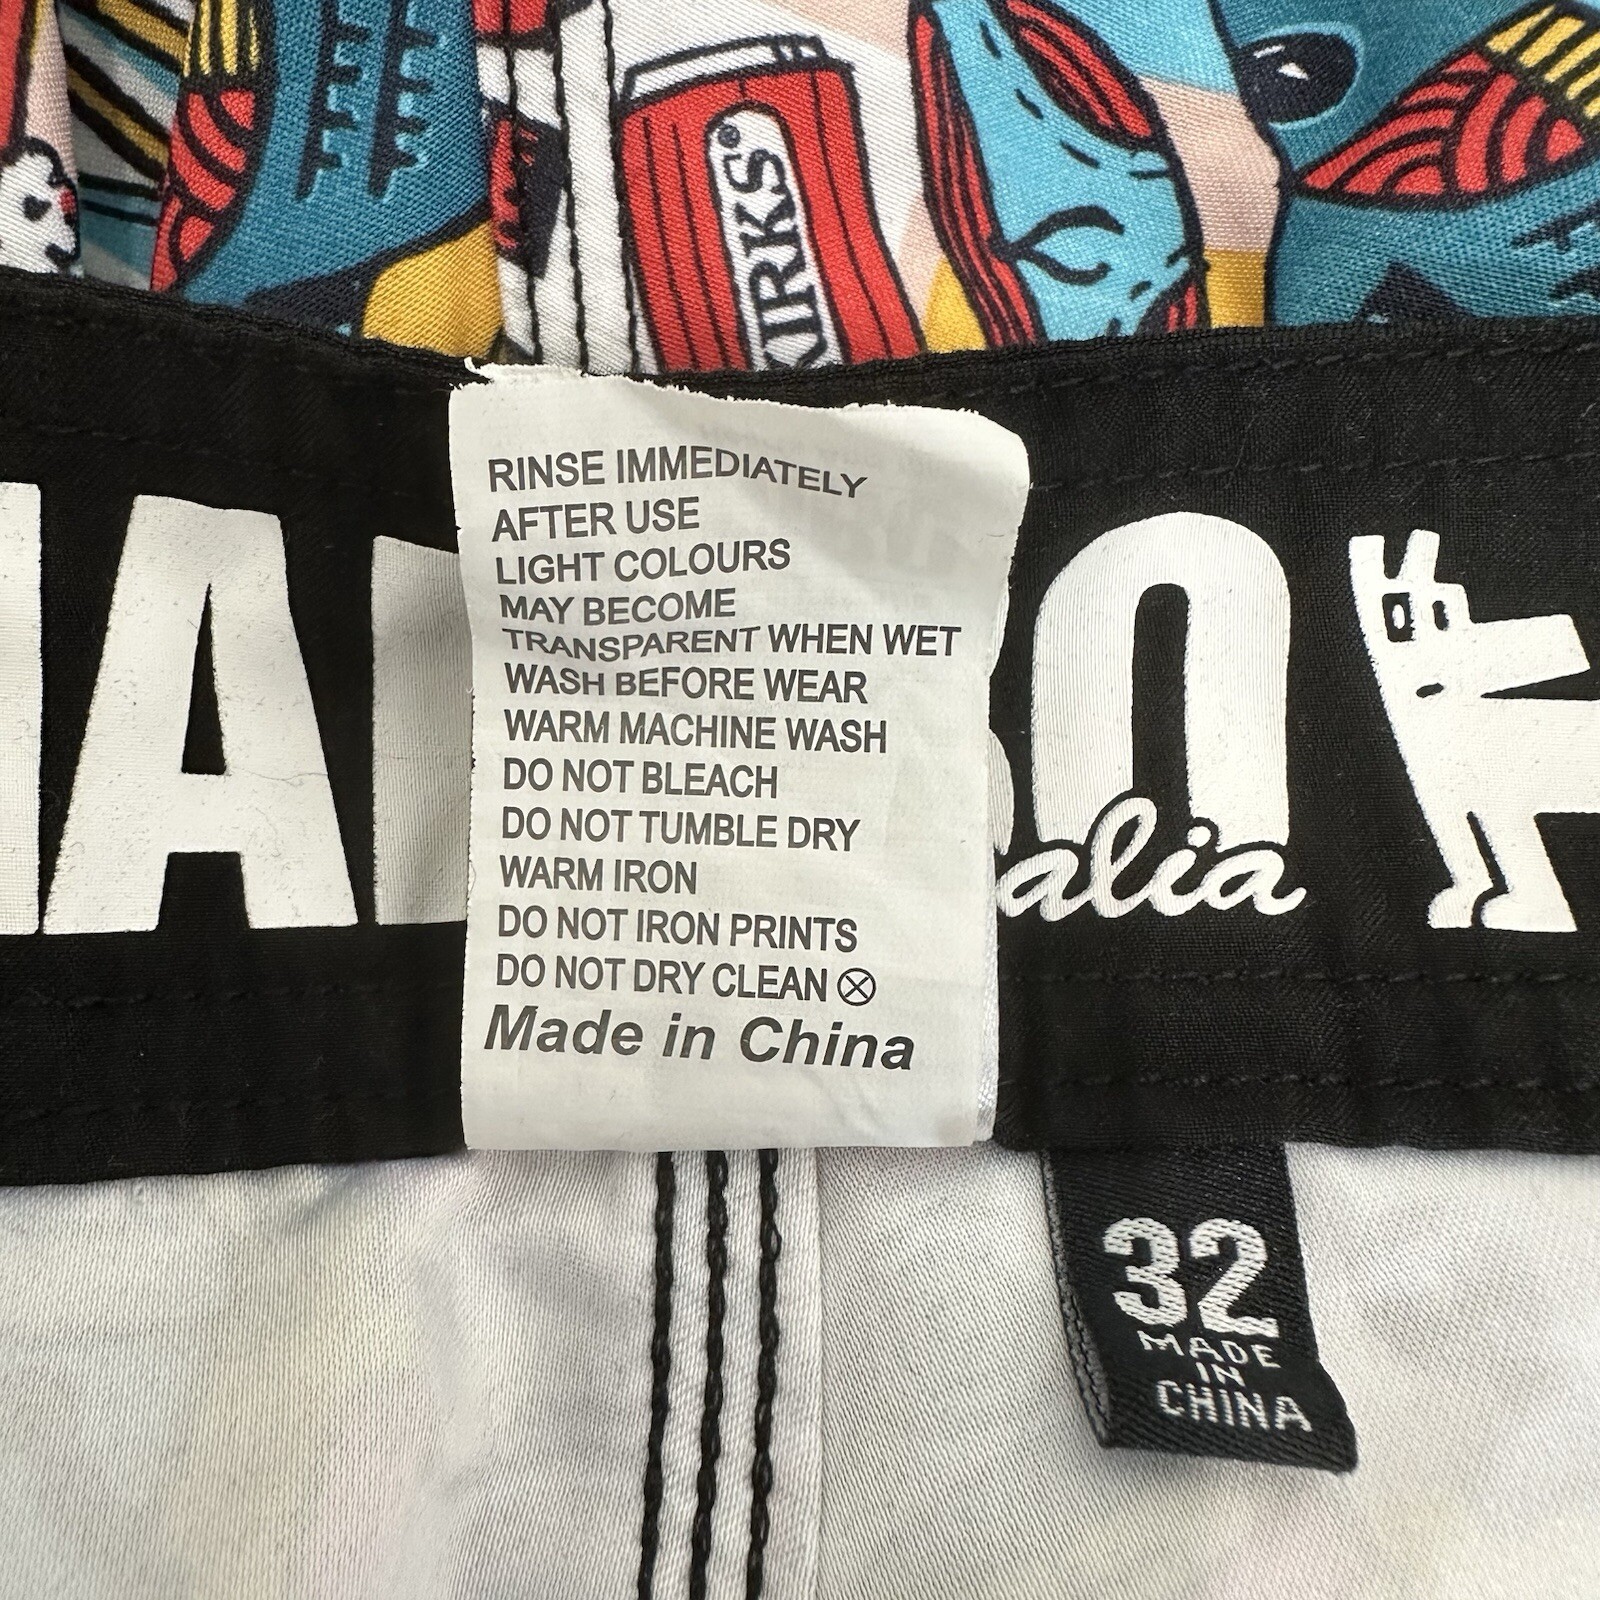 KIRKS®
RINSE IMMEDIATELY
AFTER USE
LIGHT COLOURS
MAY BECOME
TRANSPARENT WHEN WET
WASH BEFORE WEAR
WARM MACHINE WASH
DO NOT BLEACH
DO NOT TUMBLE DRY
WARM IRON
DO NOT IRON PRINTS
DO NOT DRY CLEAN
Made in China
alia
32
MADE
IN
CHINA